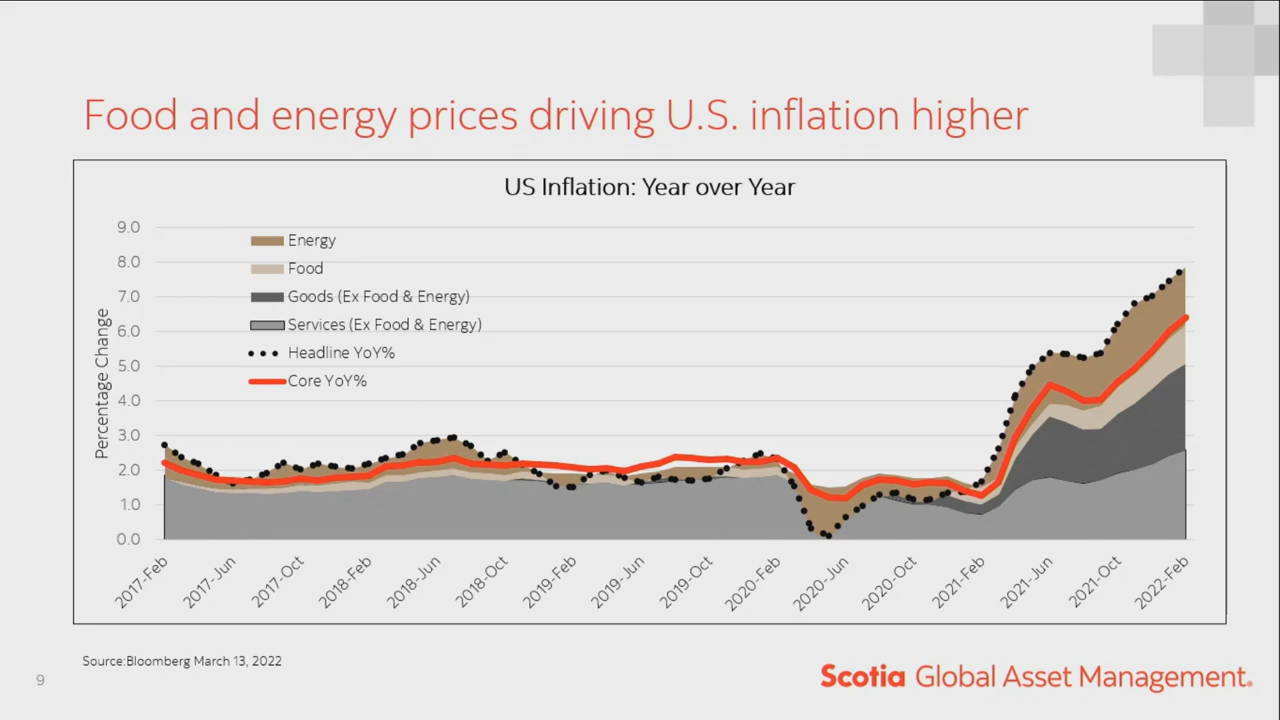 Food and energy prices driving U.S. inflation higher
US Inflation: Year over Year
Percentage Change
9.0
8.0
7.0
6.0
5.0
4.0
3.0
2.0
1.0
0.0
Energy
Food
Goods (Ex Food & Energy)
Services (Ex Food & Energy)
Headline YoY%
Core YoY%
2017-Feb
2017-Jun
2017-Oct
2018-Feb
2018-Jun
2018-Oct
2019-Feb
2019-Jun
2019-Oct
2020-Feb
2020-Jun
2020-Oct
2021-Feb
2021-Jun
2021-Oct
2022-Feb
Source:Bloomberg March 13, 2022
9
Scotia Global Asset Management.